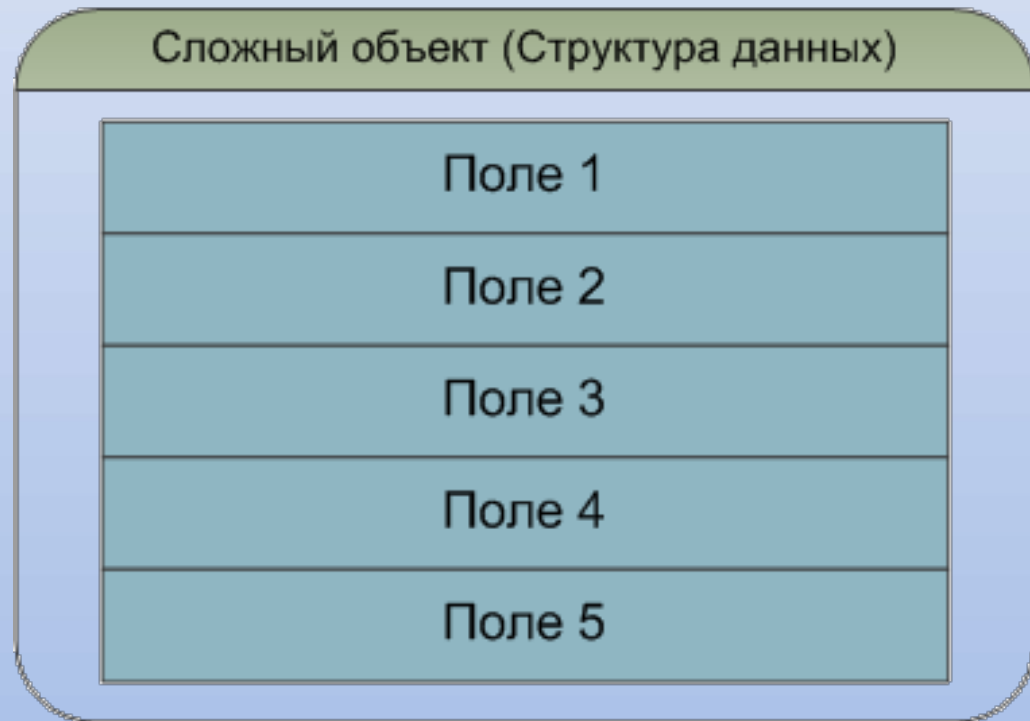 Сложный объект (Структура данных)
Поле 1
Поле 2
Поле 3
Поле 4
Поле 5